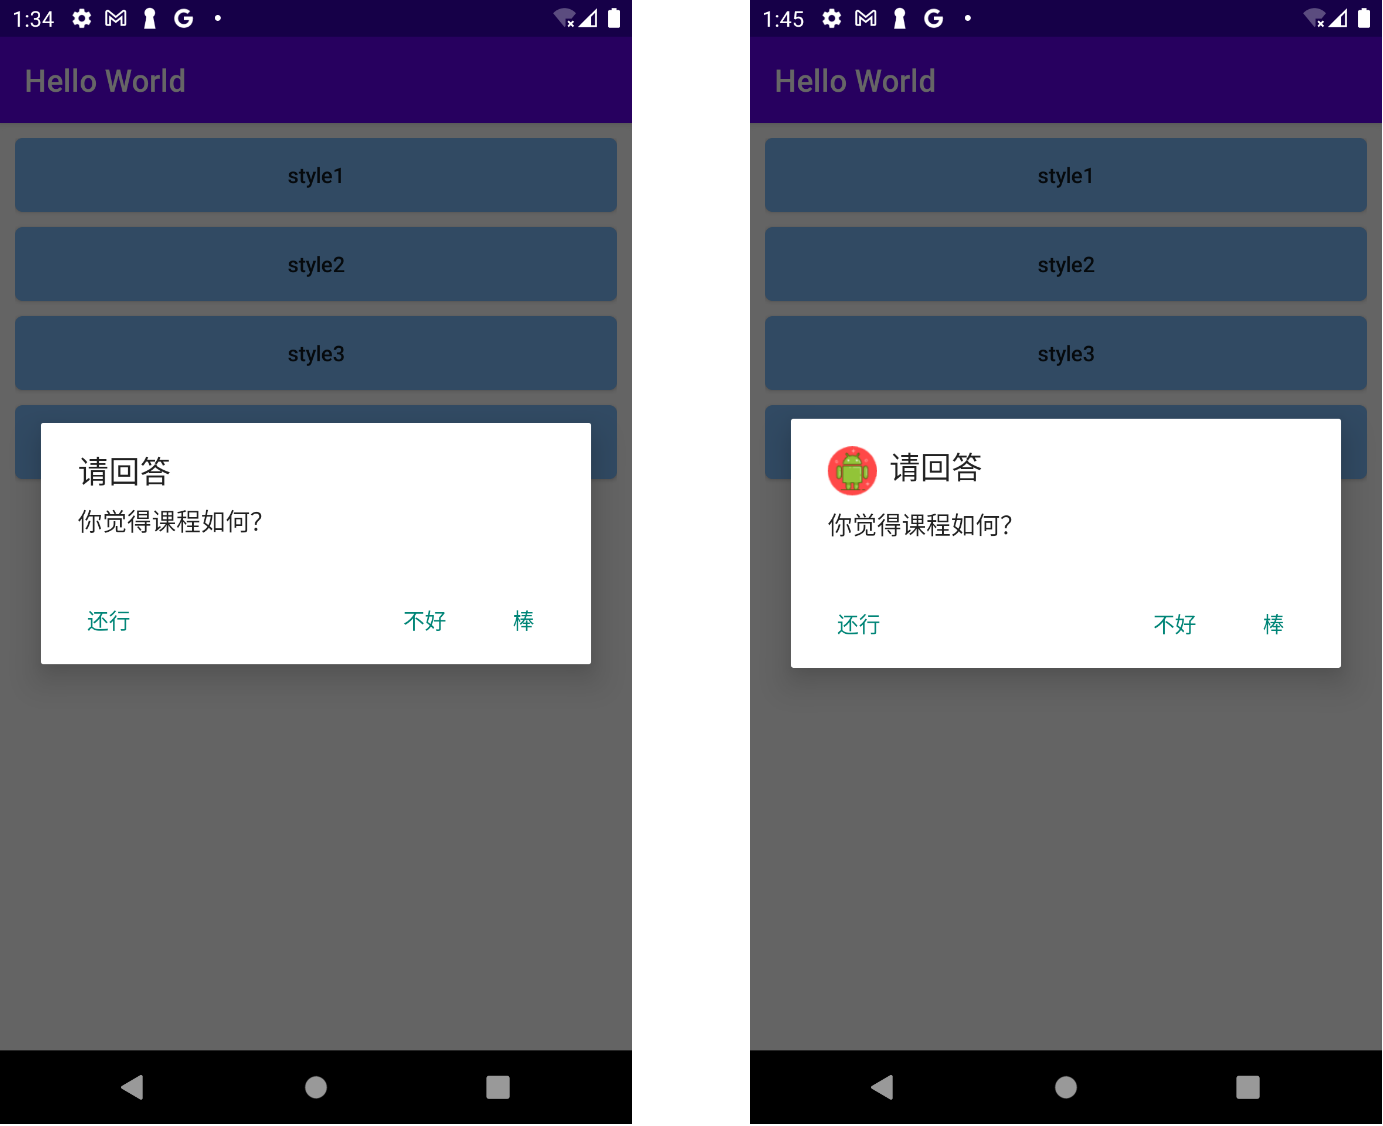 1:34
Hello World
style1
style2
style3
请回答
你觉得课程如何?
还行 不好 棒
1:45
Hello World
style1
style2
style3
请回答
你觉得课程如何?
还行 不好 棒